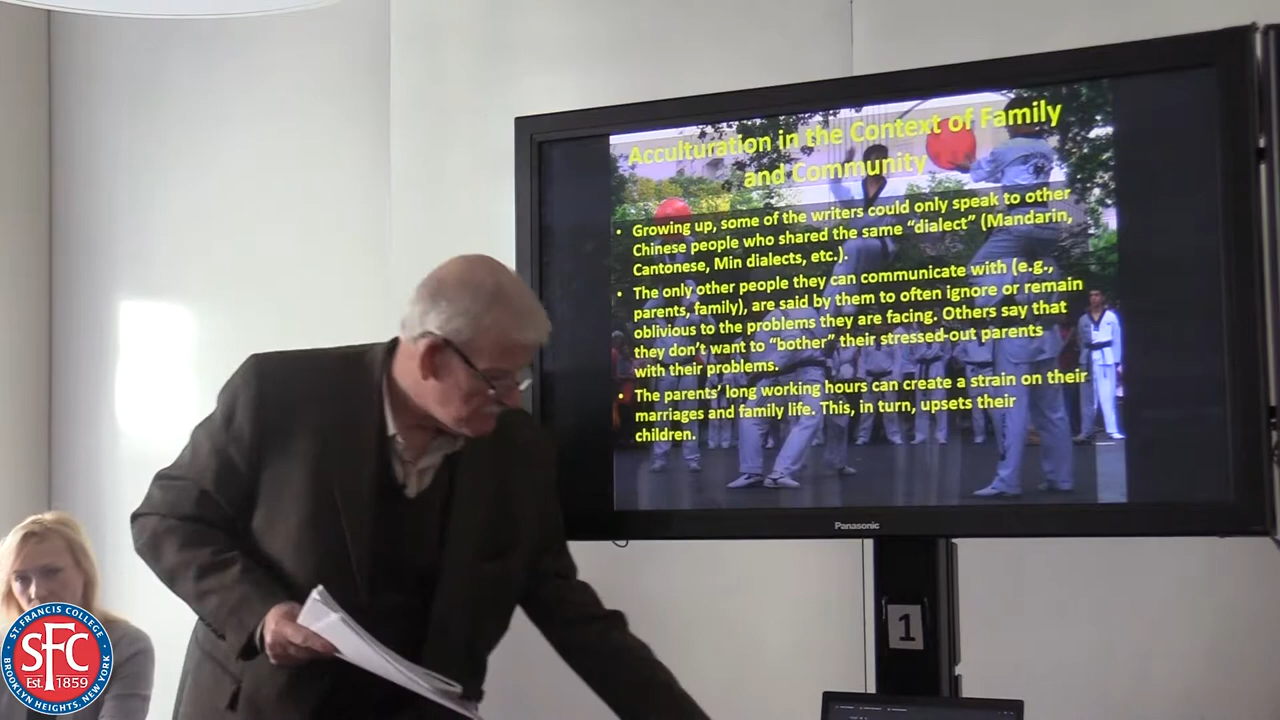 Acculturation in the Context of Family
and Community
• Growing up, some of the writers could only speak to other
Chinese people who shared the same “dialect” (Mandarin,
Cantonese, Min dialects, etc.).
• The only other people they can communicate with (e.g.,
parents, family), are said by them to often ignore or remain
oblivious to the problems they are facing. Others say that
they don’t want to “bother” their stressed-out parents
with their problems.
• The parents’ long working hours can create a strain on their
marriages and family life. This, in turn, upsets their
children.
Panasonic
1
ST. FRANCIS COLLEGE
SFC
EST. 1859
BROOKLYN HEIGHTS, NEW YORK